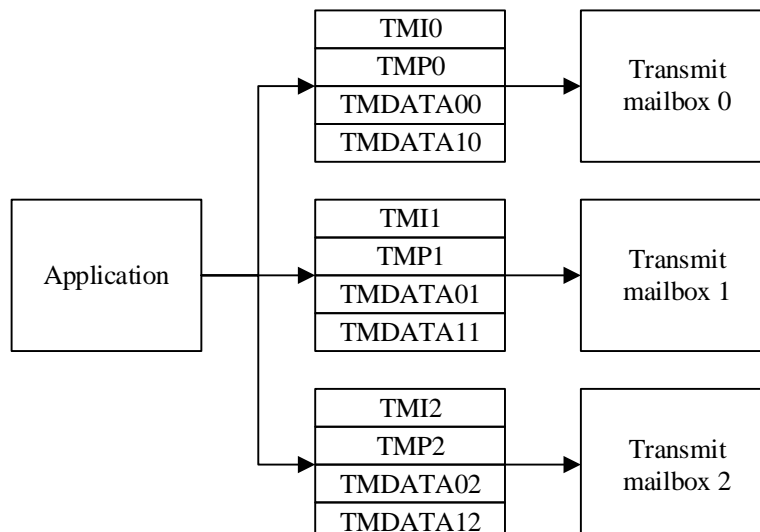 TMI0
TMP0
TMDATA00
TMDATA10
Transmit
mailbox 0
Application
TMI1
TMP1
TMDATA01
TMDATA11
Transmit
mailbox 1
TMI2
TMP2
TMDATA02
TMDATA12
Transmit
mailbox 2